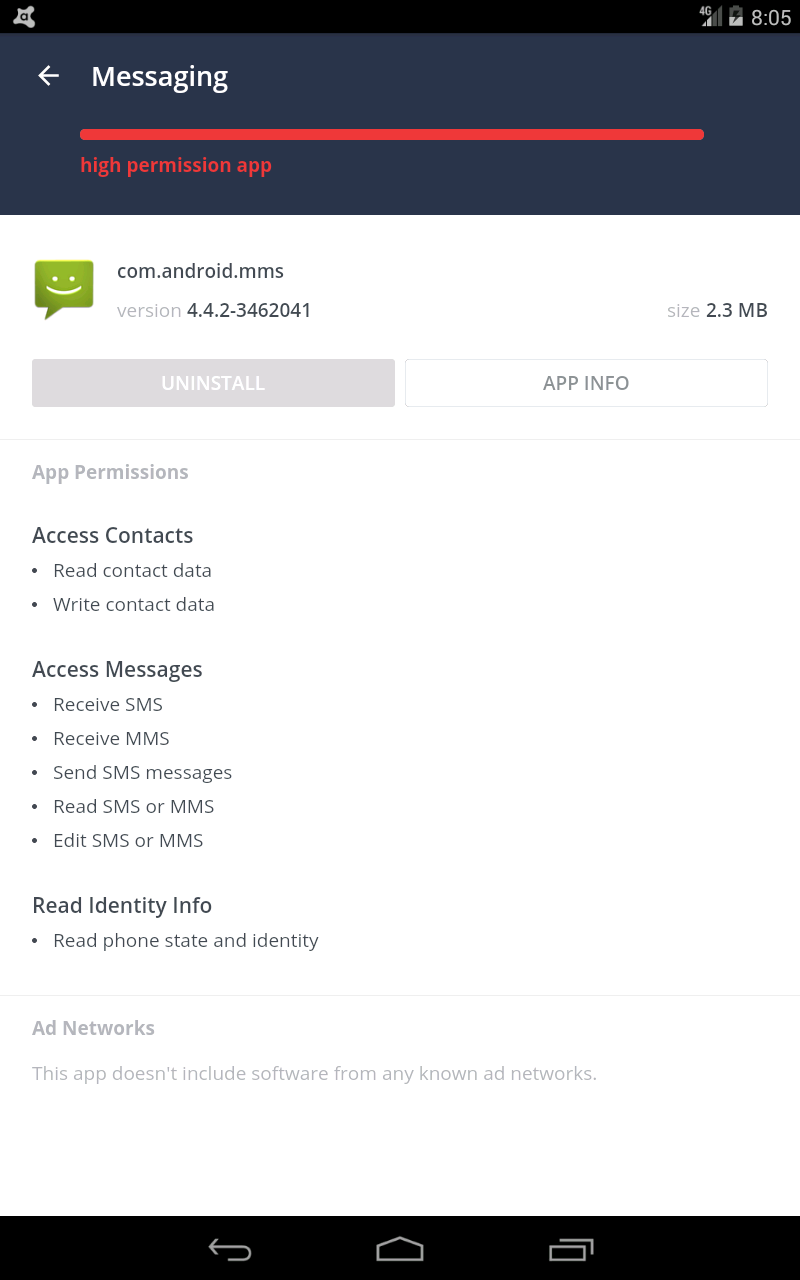 4G 8:05
Messaging
high permission app
com.android.mms
version 4.4.2-3462041 size 2.3 MB
UNINSTALL APP INFO
App Permissions
Access Contacts
• Read contact data
• Write contact data
Access Messages
• Receive SMS
• Receive MMS
• Send SMS messages
• Read SMS or MMS
• Edit SMS or MMS
Read Identity Info
• Read phone state and identity
Ad Networks
This app doesn't include software from any known ad networks.